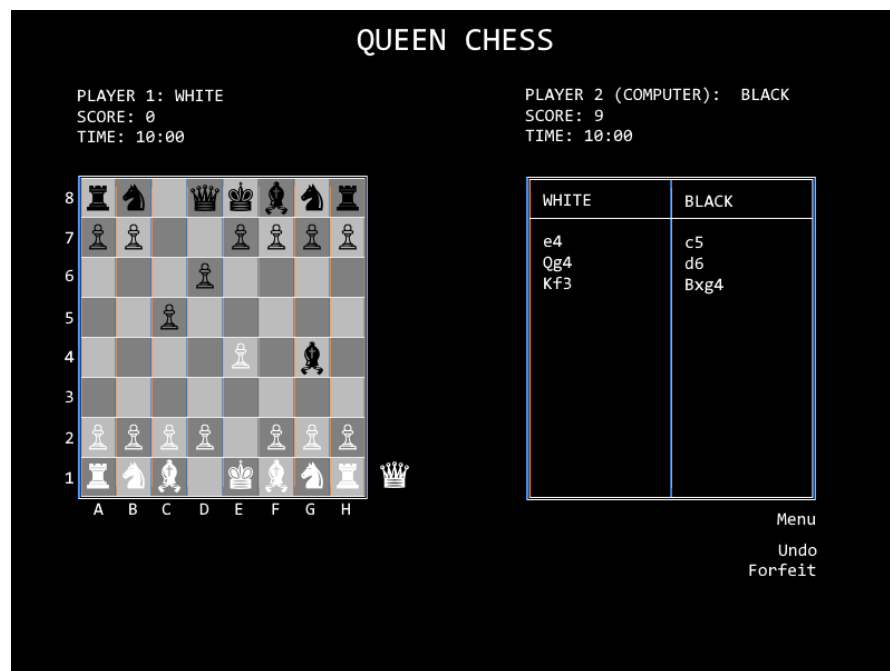 QUEEN CHESS
PLAYER 1: WHITE
SCORE: 0
TIME: 10:00
PLAYER 2 (COMPUTER): BLACK
SCORE: 9
TIME: 10:00
8
7
6
5
4
3
2
1
A B C D E F G H
WHITE BLACK
e4 c5
Qg4 d6
Kf3 Bxg4
Menu
Undo
Forfeit